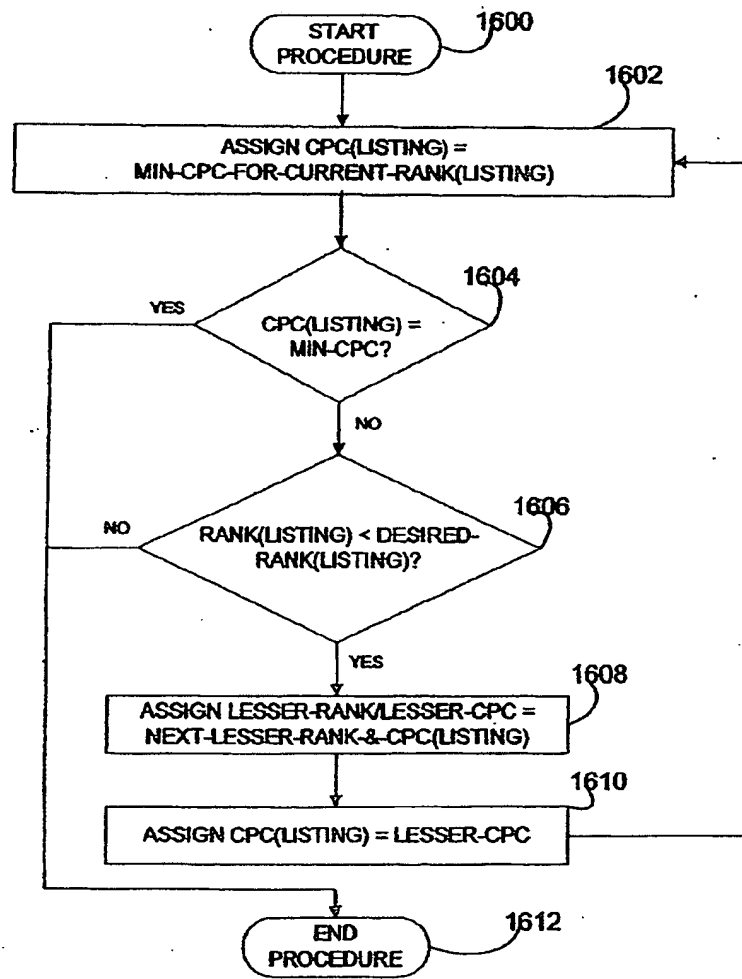 START
PROCEDURE
1600
1602
ASSIGN CPC(LISTING) =
MIN-CPC-FOR-CURRENT-RANK(LISTING)
1604
YES
CPC(LISTING) =
MIN-CPC?
NO
1606
NO
RANK(LISTING) < DESIRED-
RANK(LISTING)?
YES
1608
ASSIGN LESSER-RANK/LESSER-CPC =
NEXT-LESSER-RANK-&-CPC(LISTING)
1610
ASSIGN CPC(LISTING) = LESSER-CPC
END
PROCEDURE
1612